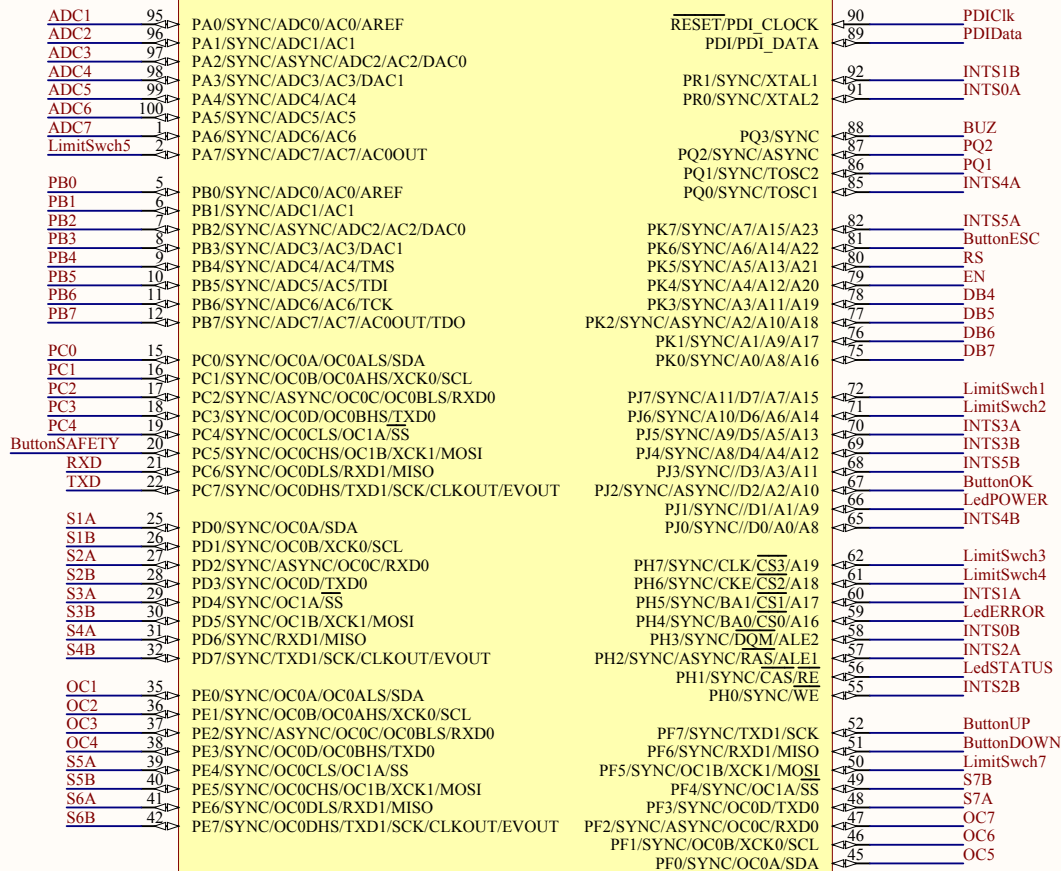 ADC1 95 PA0/SYNC/ADC0/AC0/AREF
ADC2 96 PA1/SYNC/ADC1/AC1
ADC3 97 PA2/SYNC/ASYNC/ADC2/AC2/DAC0
ADC4 98 PA3/SYNC/ADC3/AC3/DAC1
ADC5 99 PA4/SYNC/ADC4/AC4
ADC6 100 PA5/SYNC/ADC5/AC5
ADC7 1 PA6/SYNC/ADC6/AC6
LimitSwch5 2 PA7/SYNC/ADC7/AC7/AC0OUT
PB0 5 PB0/SYNC/ADC0/AC0/AREF
PB1 6 PB1/SYNC/ADC1/AC1
PB2 7 PB2/SYNC/ASYNC/ADC2/AC2/DAC0
PB3 8 PB3/SYNC/ADC3/AC3/DAC1
PB4 9 PB4/SYNC/ADC4/AC4/TMS
PB5 10 PB5/SYNC/ADC5/AC5/TDI
PB6 11 PB6/SYNC/ADC6/AC6/TCK
PB7 12 PB7/SYNC/ADC7/AC7/AC0OUT/TDO
PC0 15 PC0/SYNC/OC0A/OC0ALS/SDA
PC1 16 PC1/SYNC/OC0B/OC0AHS/XCK0/SCL
PC2 17 PC2/SYNC/ASYNC/OC0C/OC0BLS/RXD0
PC3 18 PC3/SYNC/OC0D/OC0BHS/TXD0
PC4 19 PC4/SYNC/OC0CLS/OC1A/SS
ButtonSAFETY 20 PC5/SYNC/OC0CHS/OC1B/XCK1/MOSI
RXD 21 PC6/SYNC/OC0DLS/RXD1/MISO
TXD 22 PC7/SYNC/OC0DHS/TXD1/SCK/CLKOUT/EVOUT
S1A 25 PD0/SYNC/OC0A/SDA
S1B 26 PD1/SYNC/OC0B/XCK0/SCL
S2A 27 PD2/SYNC/ASYNC/OC0C/RXD0
S2B 28 PD3/SYNC/OC0D/TXD0
S3A 29 PD4/SYNC/OC1A/SS
S3B 30 PD5/SYNC/OC1B/XCK1/MOSI
S4A 31 PD6/SYNC/RXD1/MISO
S4B 32 PD7/SYNC/TXD1/SCK/CLKOUT/EVOUT
OC1 35 PE0/SYNC/OC0A/OC0ALS/SDA
OC2 36 PE1/SYNC/OC0B/OC0AHS/XCK0/SCL
OC3 37 PE2/SYNC/ASYNC/OC0C/OC0BLS/RXD0
OC4 38 PE3/SYNC/OC0D/OC0BHS/TXD0
S5A 39 PE4/SYNC/OC0CLS/OC1A/SS
S5B 40 PE5/SYNC/OC0CHS/OC1B/XCK1/MOSI
S6A 41 PE6/SYNC/OC0DLS/RXD1/MISO
S6B 42 PE7/SYNC/OC0DHS/TXD1/SCK/CLKOUT/EVOUT
RESET/PDI_CLOCK 90 PDIClk
PDI/PDI_DATA 89 PDIData
PR1/SYNC/XTAL1 92 INTS1B
PR0/SYNC/XTAL2 91 INTS0A
PQ3/SYNC 88 BUZ
PQ2/SYNC/ASYNC 87 PQ2
PQ1/SYNC/TOSC2 86 PQ1
PQ0/SYNC/TOSC1 85 INTS4A
PK7/SYNC/A7/A15/A23 82 INTS5A
PK6/SYNC/A6/A14/A22 81 ButtonESC
PK5/SYNC/A5/A13/A21 80 RS
PK4/SYNC/A4/A12/A20 79 EN
PK3/SYNC/A3/A11/A19 78 DB4
PK2/SYNC/ASYNC/A2/A10/A18 77 DB5
PK1/SYNC/A1/A9/A17 76 DB6
PK0/SYNC/A0/A8/A16 75 DB7
PJ7/SYNC/A11/D7/A7/A15 72 LimitSwch1
PJ6/SYNC/A10/D6/A6/A14 71 LimitSwch2
PJ5/SYNC/A9/D5/A5/A13 70 INTS3A
PJ4/SYNC/A8/D4/A4/A12 69 INTS3B
PJ3/SYNC//D3/A3/A11 68 INTS5B
PJ2/SYNC/ASYNC//D2/A2/A10 67 ButtonOK
PJ1/SYNC//D1/A1/A9 66 LedPOWER
PJ0/SYNC//D0/A0/A8 65 INTS4B
PH7/SYNC/CLK/CS3/A19 62 LimitSwch3
PH6/SYNC/CKE/CS2/A18 61 LimitSwch4
PH5/SYNC/BA1/CS1/A17 60 INTS1A
PH4/SYNC/BA0/CS0/A16 59 LedERROR
PH3/SYNC/DQM/ALE2 58 INTS0B
PH2/SYNC/ASYNC/RAS/ALE1 57 INTS2A
PH1/SYNC/CAS/RE 56 LedSTATUS
PH0/SYNC/WE 55 INTS2B
PF7/SYNC/TXD1/SCK 52 ButtonUP
PF6/SYNC/RXD1/MISO 51 ButtonDOWN
PF5/SYNC/OC1B/XCK1/MOSI 50 LimitSwch7
PF4/SYNC/OC1A/SS 49 S7B
PF3/SYNC/OC0D/TXD0 48 S7A
PF2/SYNC/ASYNC/OC0C/RXD0 47 OC7
PF1/SYNC/OC0B/XCK0/SCL 46 OC6
PF0/SYNC/OC0A/SDA 45 OC5